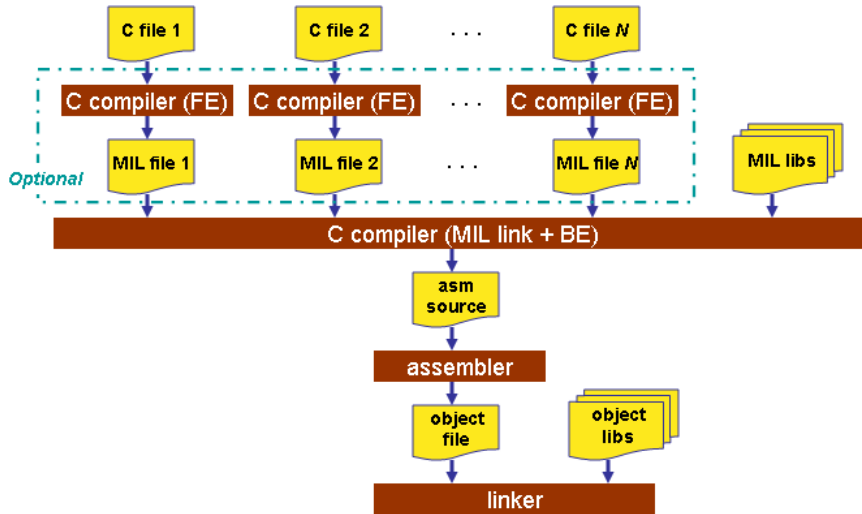 C file 1
C file 2
. . .
C file N
C compiler (FE)
C compiler (FE)
. . .
C compiler (FE)
MIL file 1
MIL file 2
. . .
MIL file N
MIL libs
Optional
C compiler (MIL link + BE)
asm
source
assembler
object
file
object
libs
linker